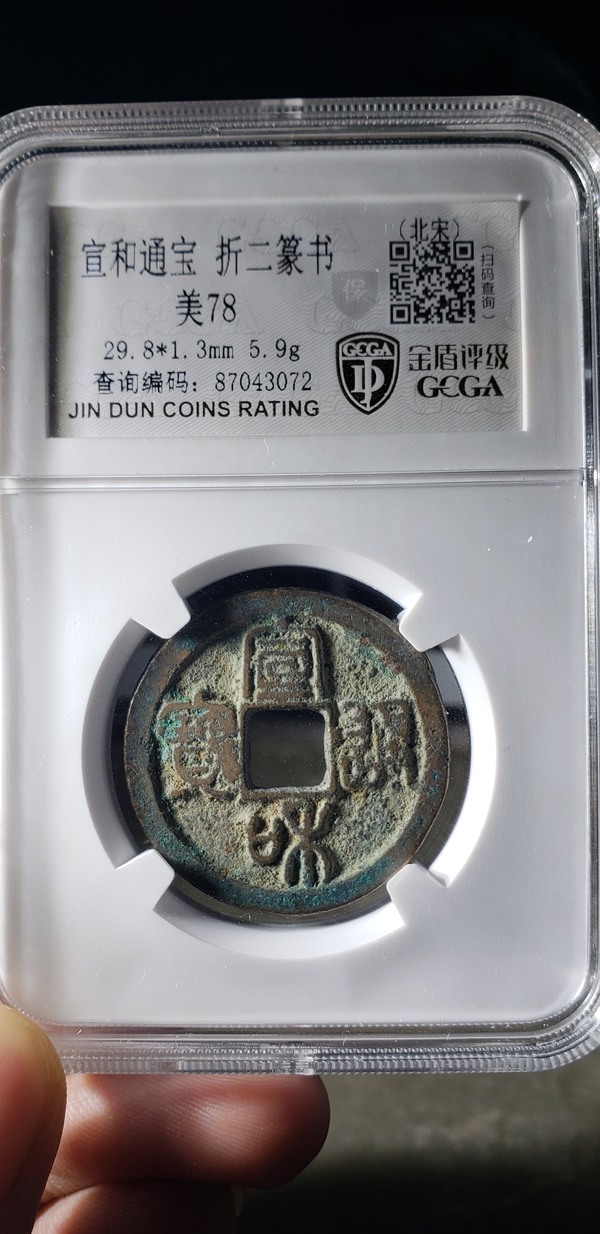 宣和通宝 折二篆书
美78
29.8*1.3mm 5.9g
查询编码：87043072
JIN DUN COINS RATING
(北宋)
(扫码查询)
保
GCGA
金盾评级
GCGA
宣
和
通
寳